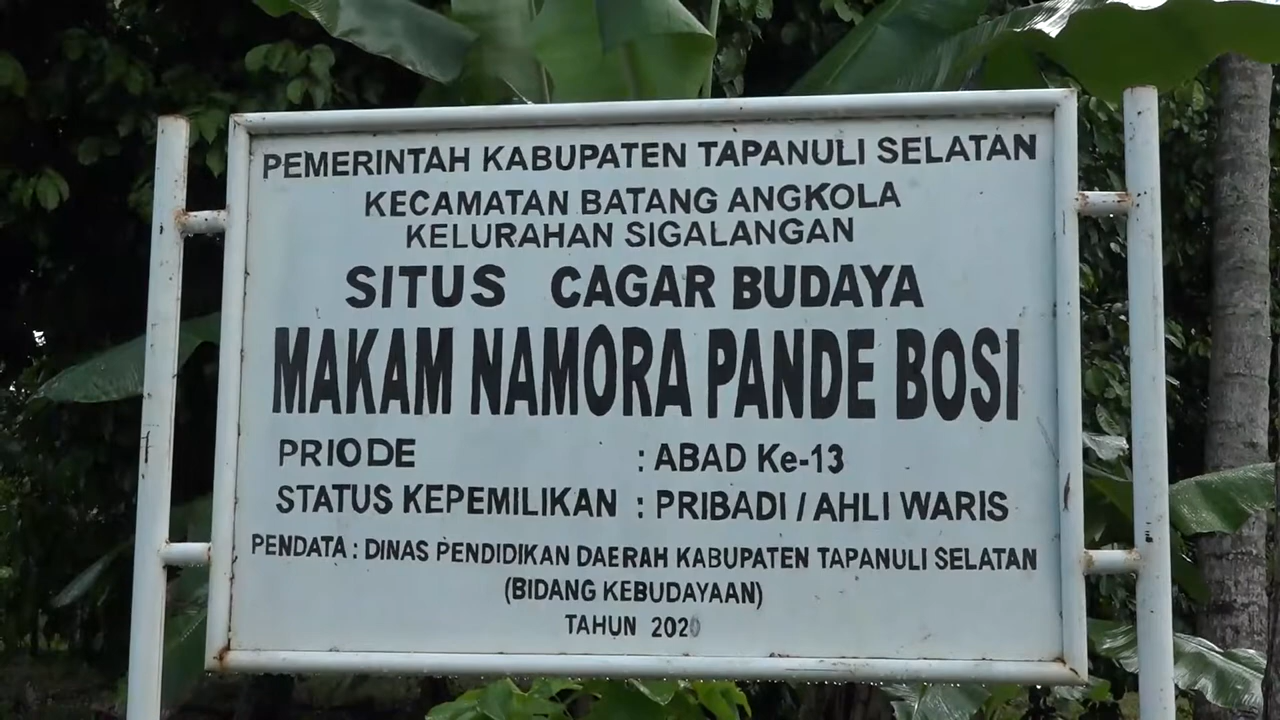 PEMERINTAH KABUPATEN TAPANULI SELATAN
KECAMATAN BATANG ANGKOLA
KELURAHAN SIGALANGAN
SITUS CAGAR BUDAYA
MAKAM NAMORA PANDE BOSI
PRIODE : ABAD Ke-13
STATUS KEPEMILIKAN : PRIBADI / AHLI WARIS
PENDATA : DINAS PENDIDIKAN DAERAH KABUPATEN TAPANULI SELATAN
(BIDANG KEBUDAYAAN)
TAHUN 2020